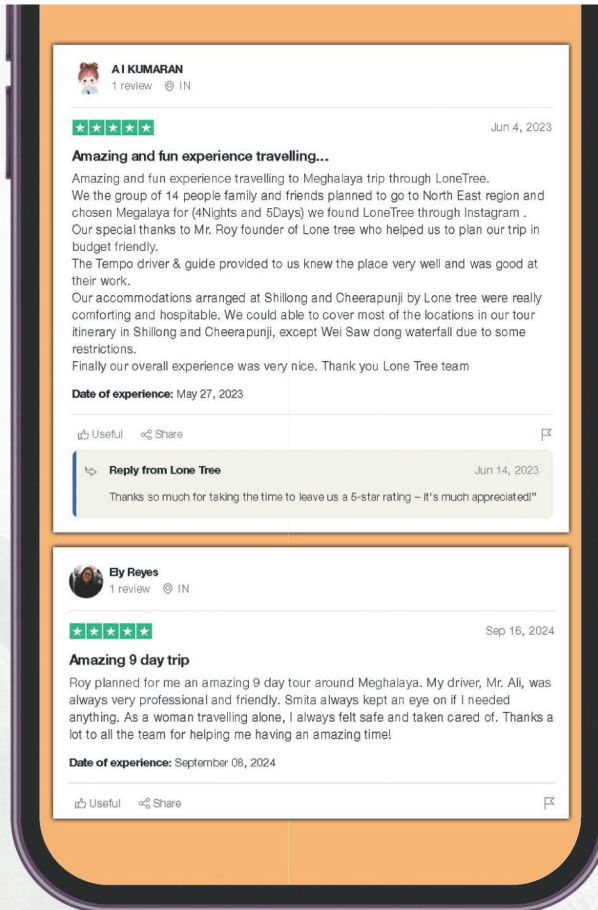 A I KUMARAN
1 review IN
Jun 4, 2023
Amazing and fun experience travelling...
Amazing and fun experience travelling to Meghalaya trip through LoneTree.
We the group of 14 people family and friends planned to go to North East region and
chosen Megalaya for (4Nights and 5Days) we found LoneTree through Instagram .
Our special thanks to Mr. Roy founder of Lone tree who helped us to plan our trip in
budget friendly.
The Tempo driver & guide provided to us knew the place very well and was good at
their work.
Our accommodations arranged at Shillong and Cheerapunji by Lone tree were really
comforting and hospitable. We could able to cover most of the locations in our tour
itinerary in Shillong and Cheerapunji, except Wei Saw dong waterfall due to some
restrictions.
Finally our overall experience was very nice. Thank you Lone Tree team
Date of experience: May 27, 2023
Useful Share
Reply from Lone Tree Jun 14, 2023
Thanks so much for taking the time to leave us a 5-star rating – it's much appreciated!"
Ely Reyes
1 review IN
Sep 16, 2024
Amazing 9 day trip
Roy planned for me an amazing 9 day tour around Meghalaya. My driver, Mr. Ali, was
always very professional and friendly. Smita always kept an eye on if I needed
anything. As a woman travelling alone, I always felt safe and taken cared of. Thanks a
lot to all the team for helping me having an amazing time!
Date of experience: September 08, 2024
Useful Share